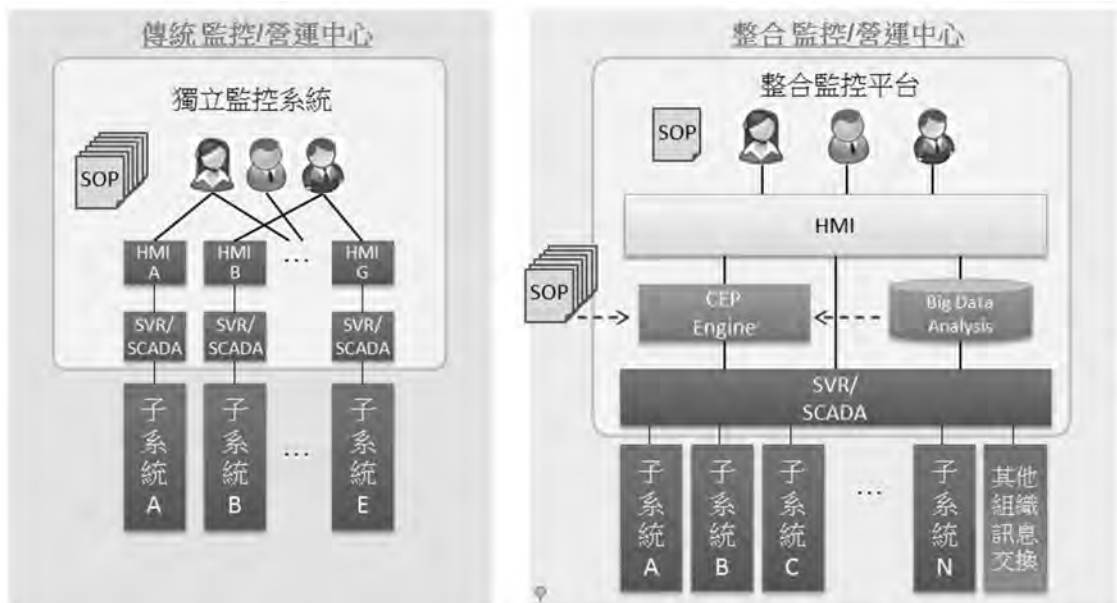 傳統 監控/營運中心
獨立監控系統
SOP
HMI
A
HMI
B
...
HMI
G
SVR/
SCADA
SVR/
SCADA
SVR/
SCADA
子系統
A
子系統
B
...
子系統
E
整合 監控/營運中心
整合監控平台
SOP
HMI
SOP
CEP
Engine
Big Data
Analysis
SVR/
SCADA
子系統
A
子系統
B
子系統
C
...
子系統
N
其他
組織
訊息
交換